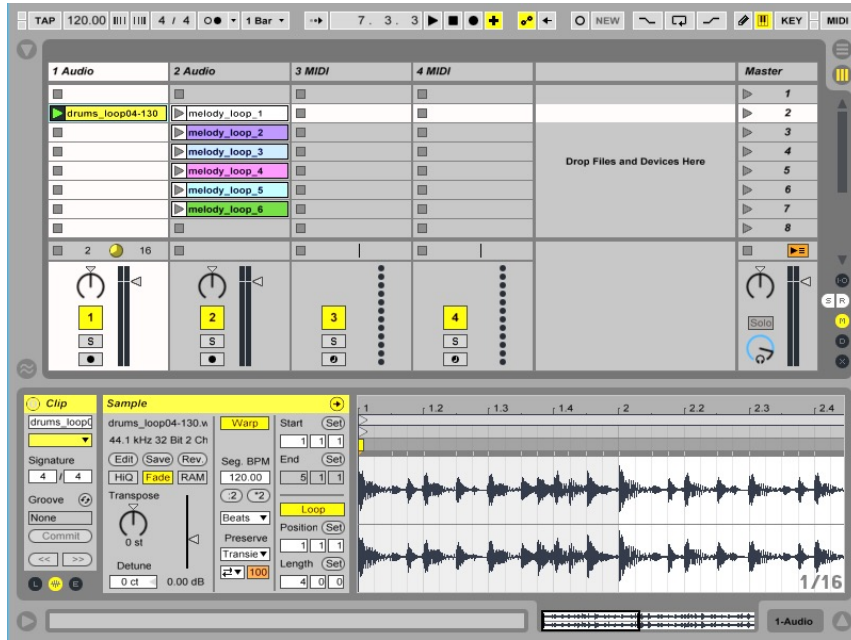 TAP 120.00 4 / 4 1 Bar 7. 3. 3 NEW KEY MIDI
1 Audio 2 Audio 3 MIDI 4 MIDI Master
1
drums_loop04-130 melody_loop_1 2
melody_loop_2 3
melody_loop_3 4
Drop Files and Devices Here
melody_loop_4 5
melody_loop_5 6
melody_loop_6 7
8
2 16
I·O
S R
1 2 3 4 Solo M
S S S S D
X
Clip Sample 1 1.2 1.3 1.4 2 2.2 2.3 2.4
drums_loop0 drums_loop04-130.w Warp Start Set
44.1 kHz 32 Bit 2 Ch 1 1 1
Signature Edit Save Rev. Seg. BPM End Set
4 / 4 HiQ Fade RAM 120.00 5 1 1
Groove Transpose :2 *2
None Beats Loop
Commit 0 st Preserve Position Set
<< >> Transie 1 1 1
Detune 100 Length Set
L E 0 ct 0.00 dB 4 0 0 1/16
1-Audio